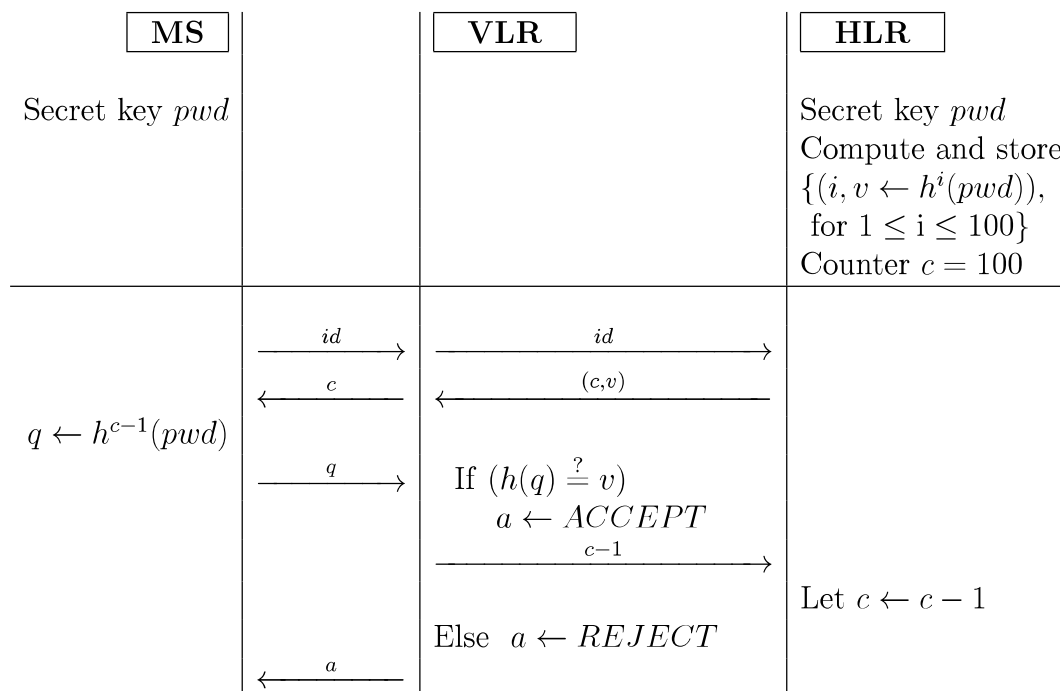 MS VLR HLR
Secret key pwd Secret key pwd
Compute and store
{(i, v ← h^i(pwd)),
for 1 ≤ i ≤ 100}
Counter c = 100
id id
c (c,v)
q ← h^{c−1}(pwd)
q If (h(q) ≟ v)
a ← ACCEPT
c−1
Let c ← c − 1
Else a ← REJECT
a